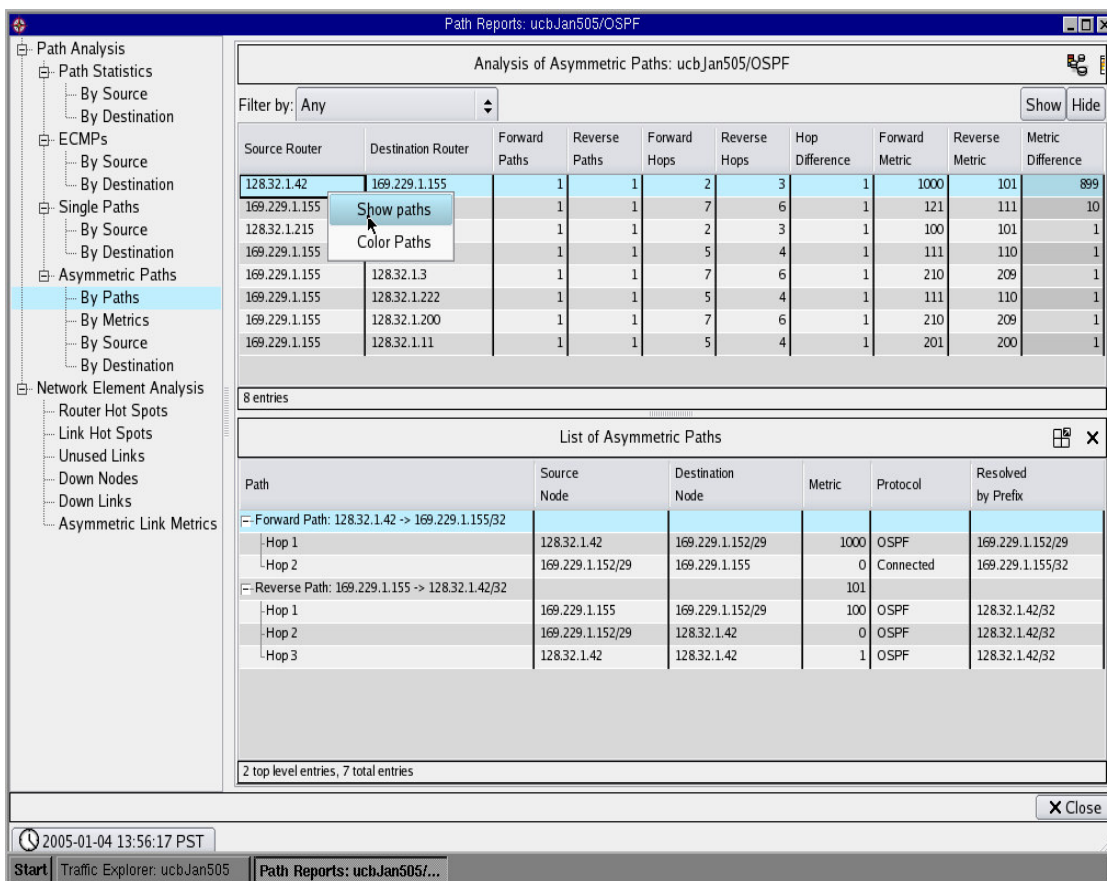 Path Reports: ucbJan505/OSPF
Path Analysis
Path Statistics
By Source
By Destination
ECMPs
By Source
By Destination
Single Paths
By Source
By Destination
Asymmetric Paths
By Paths
By Metrics
By Source
By Destination
Network Element Analysis
Router Hot Spots
Link Hot Spots
Unused Links
Down Nodes
Down Links
Asymmetric Link Metrics
Analysis of Asymmetric Paths: ucbJan505/OSPF
Filter by: Any Show Hide
Source Router Destination Router Forward Paths Reverse Paths Forward Hops Reverse Hops Hop Difference Forward Metric Reverse Metric Metric Difference
128.32.1.42 169.229.1.155 1 1 2 3 1 1000 101 899
169.229.1.155 1 1 7 6 1 121 111 10
128.32.1.215 1 1 2 3 1 100 101 1
169.229.1.155 1 1 5 4 1 111 110 1
169.229.1.155 128.32.1.3 1 1 7 6 1 210 209 1
169.229.1.155 128.32.1.222 1 1 5 4 1 111 110 1
169.229.1.155 128.32.1.200 1 1 7 6 1 210 209 1
169.229.1.155 128.32.1.11 1 1 5 4 1 201 200 1
Show paths
Color Paths
8 entries
List of Asymmetric Paths
Path Source Node Destination Node Metric Protocol Resolved by Prefix
Forward Path: 128.32.1.42 -> 169.229.1.155/32
Hop 1 128.32.1.42 169.229.1.152/29 1000 OSPF 169.229.1.152/29
Hop 2 169.229.1.152/29 169.229.1.155 0 Connected 169.229.1.155/32
Reverse Path: 169.229.1.155 -> 128.32.1.42/32 101
Hop 1 169.229.1.155 169.229.1.152/29 100 OSPF 128.32.1.42/32
Hop 2 169.229.1.152/29 128.32.1.42 0 OSPF 128.32.1.42/32
Hop 3 128.32.1.42 128.32.1.42 1 OSPF 128.32.1.42/32
2 top level entries, 7 total entries
Close
2005-01-04 13:56:17 PST
Start Traffic Explorer: ucbJan505 Path Reports: ucbJan505/...